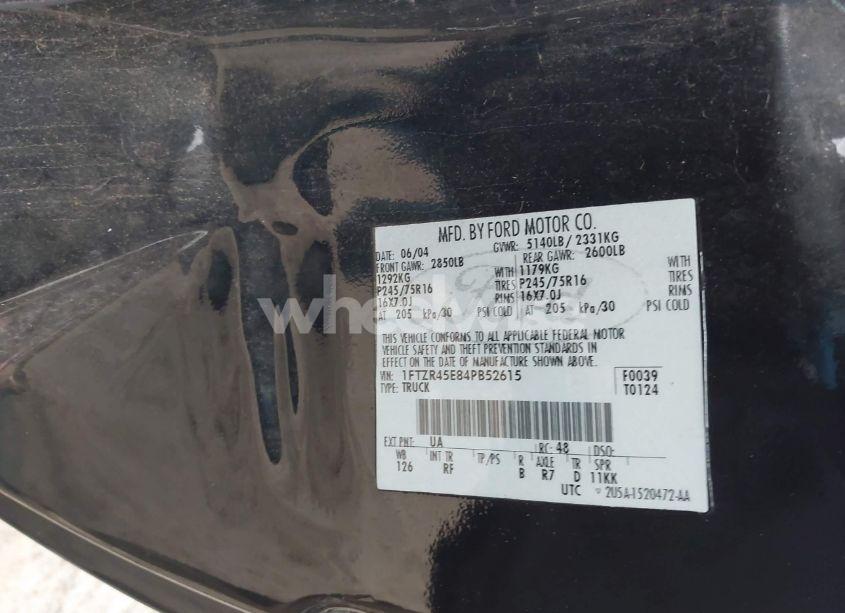 MFD. BY FORD MOTOR CO.
DATE: 06/04 GVWR: 5140LB / 2331KG
FRONT GAWR: 2850LB REAR GAWR: 2600LB
1292KG WITH 1179KG WITH
P245/75R16 TIRES P245/75R16 TIRES
16X7.0J RIMS 16X7.0J RIMS
AT 205 kPa/30 PSI COLD AT 205 kPa/30 PSI COLD
THIS VEHICLE CONFORMS TO ALL APPLICABLE FEDERAL MOTOR
VEHICLE SAFETY AND THEFT PREVENTION STANDARDS IN
EFFECT ON THE DATE OF MANUFACTURE SHOWN ABOVE.
VIN: 1FTZR45E84PB52615 F0039
TYPE: TRUCK T0124
EXT PNT: UA RC: 48 DSO:
WB INT TR TP/PS R AXLE TR SPR
126 RF B R7 D 11KK
UTC 2U5A-1520472-AA